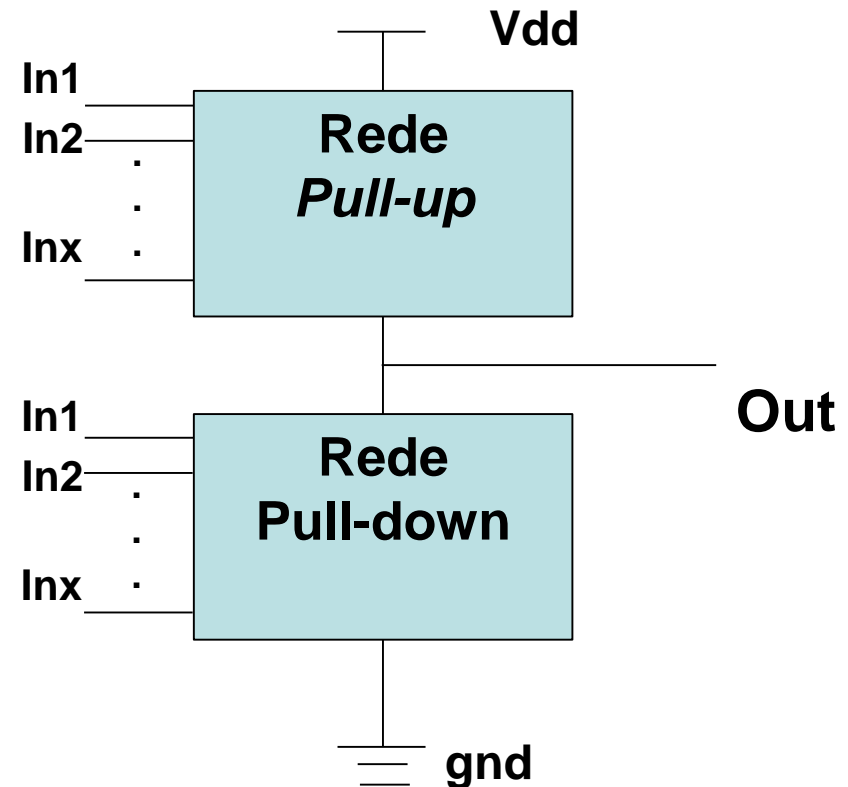 Vdd
In1
In2
.
.
Inx .
Rede
Pull-up
Out
In1
In2
.
.
Inx .
Rede
Pull-down
gnd